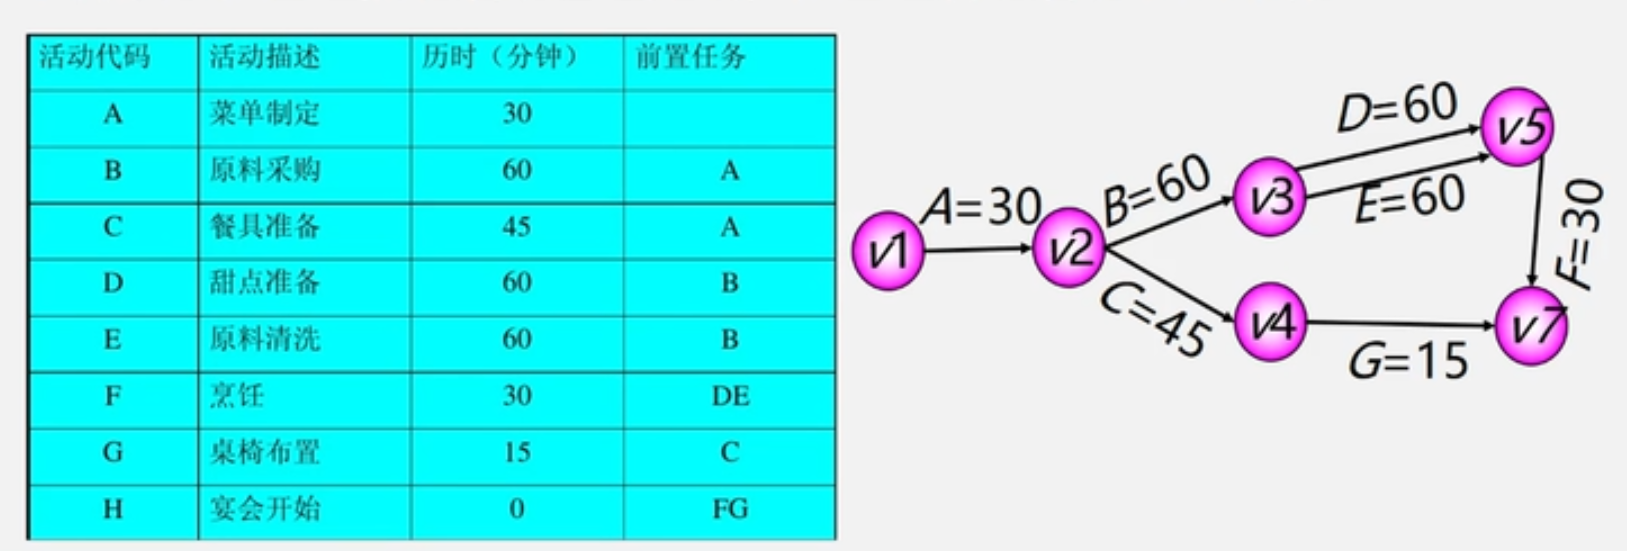 活动代码 活动描述 历时（分钟） 前置任务
A 菜单制定 30
B 原料采购 60 A
C 餐具准备 45 A
D 甜点准备 60 B
E 原料清洗 60 B
F 烹饪 30 DE
G 桌椅布置 15 C
H 宴会开始 0 FG
v1
A=30
v2
B=60
C=45
v3
v4
D=60
E=60
G=15
v5
F=30
v7